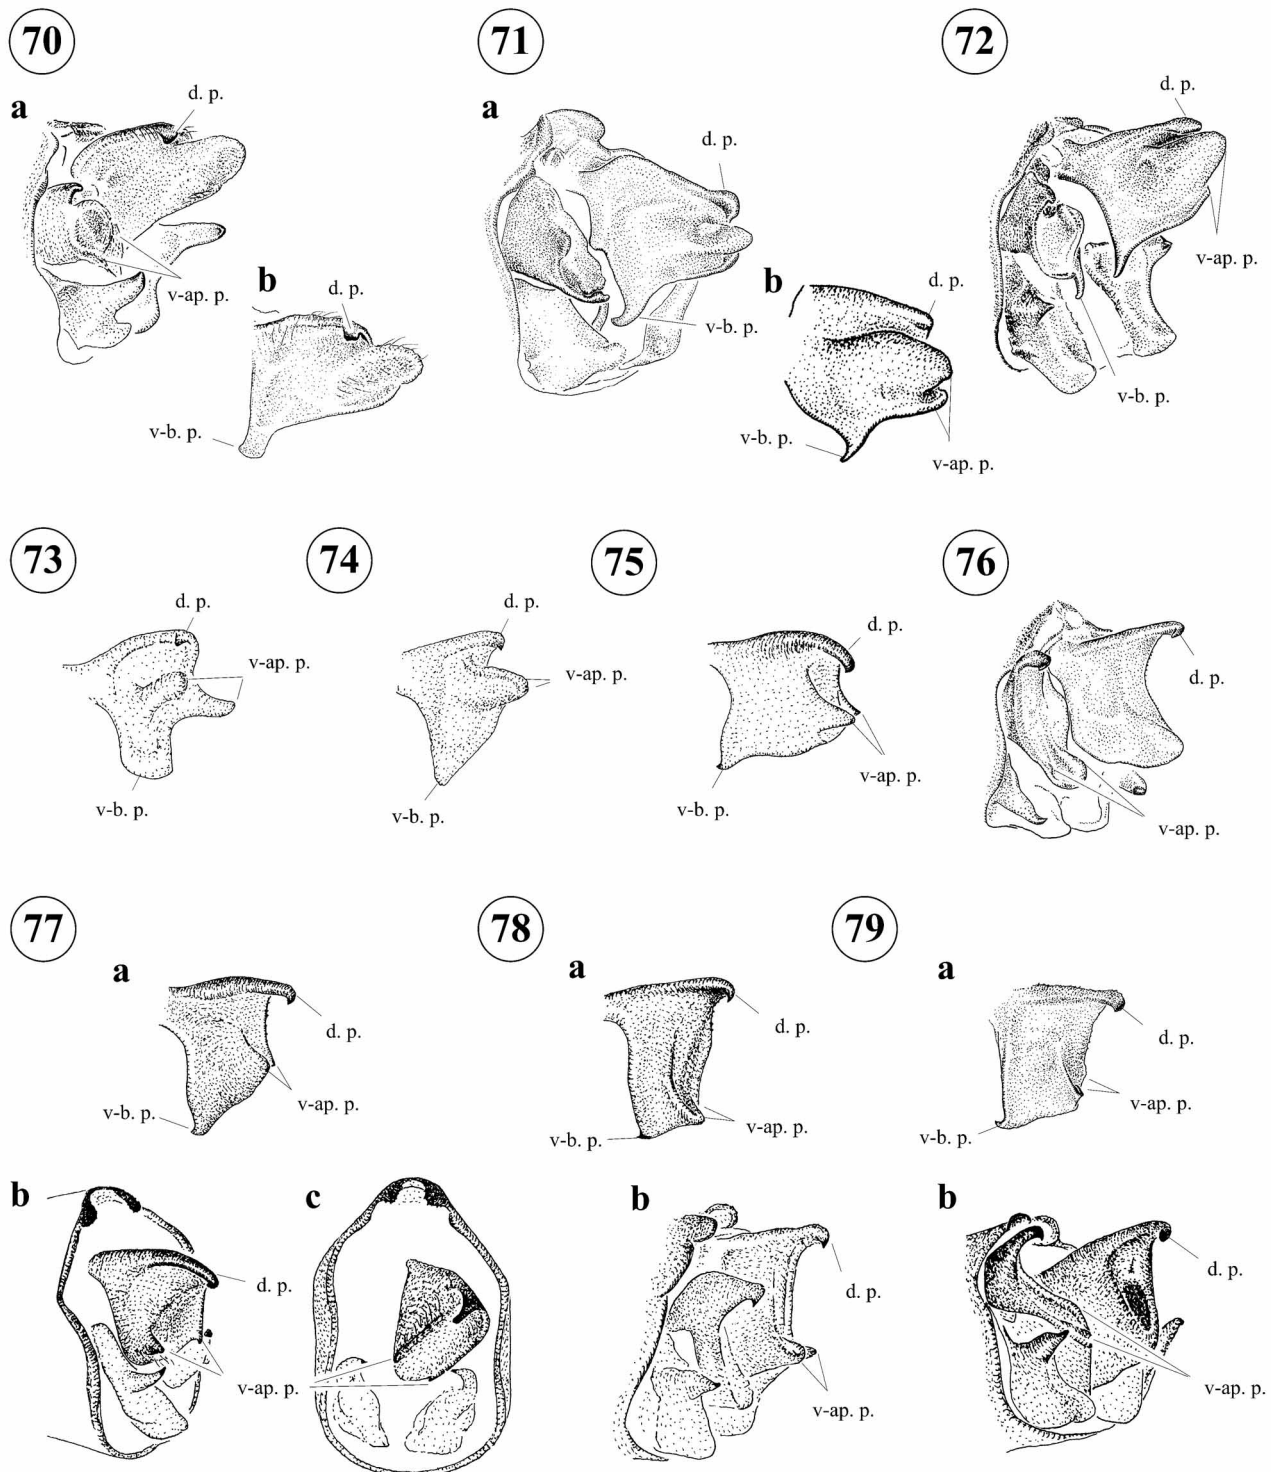 70
71
72
a
d. p.
v-ap. p.
b
d. p.
v-b. p.
a
d. p.
v-b. p.
b
d. p.
v-b. p.
v-ap. p.
d. p.
v-ap. p.
v-b. p.
73
74
75
76
d. p.
v-ap. p.
v-b. p.
d. p.
v-ap. p.
v-b. p.
d. p.
v-ap. p.
v-b. p.
d. p.
v-ap. p.
77
78
79
a
d. p.
v-ap. p.
v-b. p.
a
d. p.
v-ap. p.
v-b. p.
a
d. p.
v-ap. p.
v-b. p.
b
d. p.
c
v-ap. p.
b
d. p.
v-ap. p.
b
d. p.
v-ap. p.